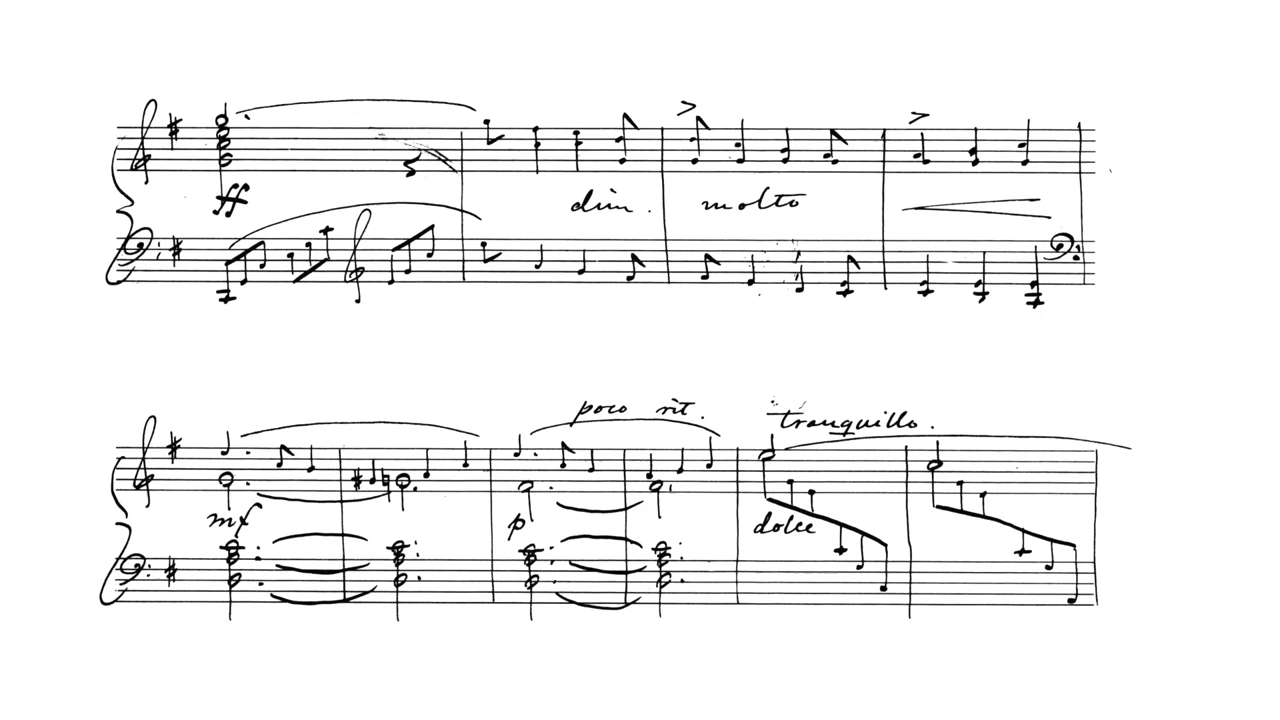 ff
dim. molto
poco rit. tranquillo.
mf p dolce